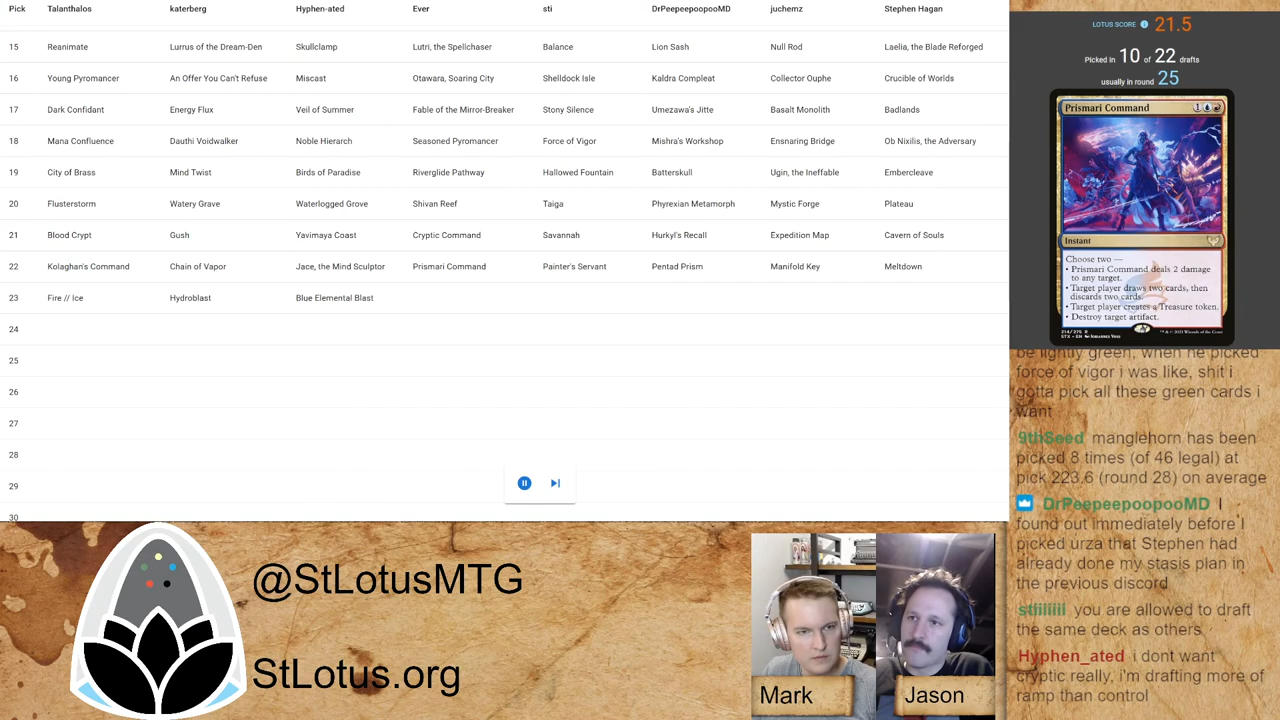 Pick Talanthalos katerberg Hyphen-ated Ever sti DrPeepeepoopooMD juchemz Stephen Hagan
15 Reanimate Lurrus of the Dream-Den Skullclamp Lutri, the Spellchaser Balance Lion Sash Null Rod Laelia, the Blade Reforged
16 Young Pyromancer An Offer You Can't Refuse Miscast Otawara, Soaring City Shelldock Isle Kaldra Compleat Collector Ouphe Crucible of Worlds
17 Dark Confidant Energy Flux Veil of Summer Fable of the Mirror-Breaker Stony Silence Umezawa's Jitte Basalt Monolith Badlands
18 Mana Confluence Dauthi Voidwalker Noble Hierarch Seasoned Pyromancer Force of Vigor Mishra's Workshop Ensnaring Bridge Ob Nixilis, the Adversary
19 City of Brass Mind Twist Birds of Paradise Riverglide Pathway Hallowed Fountain Batterskull Ugin, the Ineffable Embercleave
20 Flusterstorm Watery Grave Waterlogged Grove Shivan Reef Taiga Phyrexian Metamorph Mystic Forge Plateau
21 Blood Crypt Gush Yavimaya Coast Cryptic Command Savannah Hurkyl's Recall Expedition Map Cavern of Souls
22 Kolaghan's Command Chain of Vapor Jace, the Mind Sculptor Prismari Command Painter's Servant Pentad Prism Manifold Key Meltdown
23 Fire // Ice Hydroblast Blue Elemental Blast
24
25
26
27
28
29
30
LOTUS SCORE 21.5
Picked in 10 of 22 drafts
usually in round 25
Prismari Command 1
Instant
Choose two —
• Prismari Command deals 2 damage
to any target.
• Target player draws two cards, then
discards two cards.
• Target player creates a Treasure token.
• Destroy target artifact.
be lightly green, when he picked
force of vigor i was like, shit i
gotta pick all these green cards i
want
9thSeed manglehorn has been
picked 8 times (of 46 legal) at
pick 223.6 (round 28) on average
DrPeepeepoopooMD I
found out immediately before I
picked urza that Stephen had
already done my stasis plan in
the previous discord
stiiiiiii you are allowed to draft
the same deck as others
Hyphen_ated i dont want
cryptic really, i'm drafting more of
ramp than control
@StLotusMTG
StLotus.org
Mark
Jason